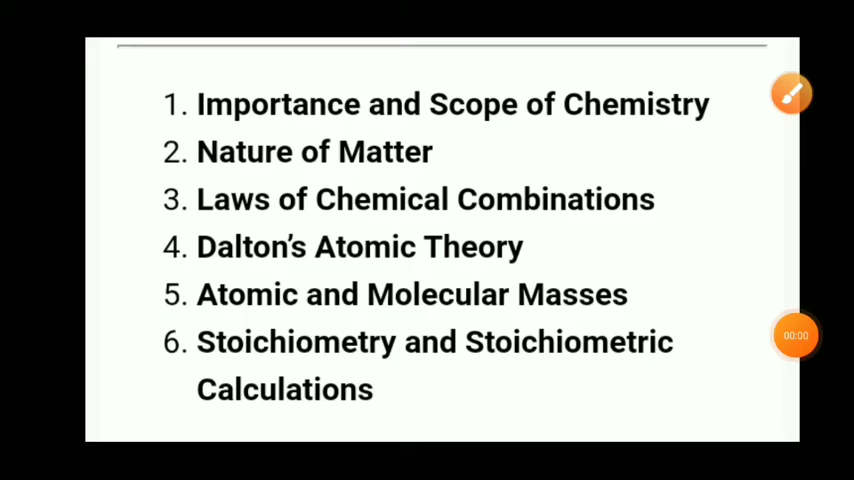 1. Importance and Scope of Chemistry
2. Nature of Matter
3. Laws of Chemical Combinations
4. Dalton’s Atomic Theory
5. Atomic and Molecular Masses
6. Stoichiometry and Stoichiometric
Calculations
00:00